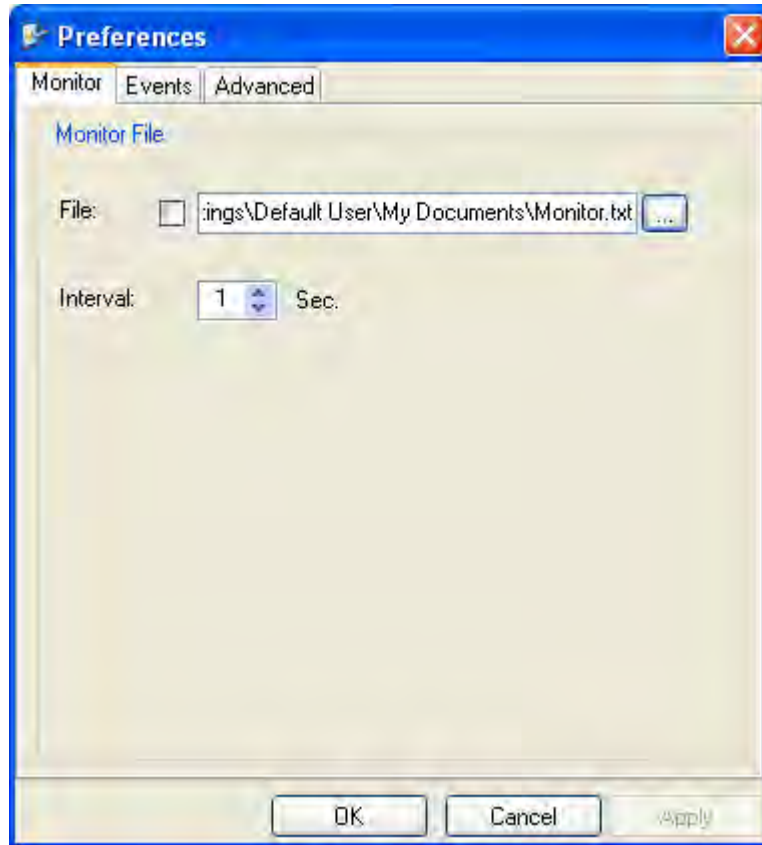 Preferences
Monitor Events Advanced
Monitor File
File: :ings\Default User\My Documents\Monitor.txt ...
Interval: 1 Sec.
OK Cancel Apply